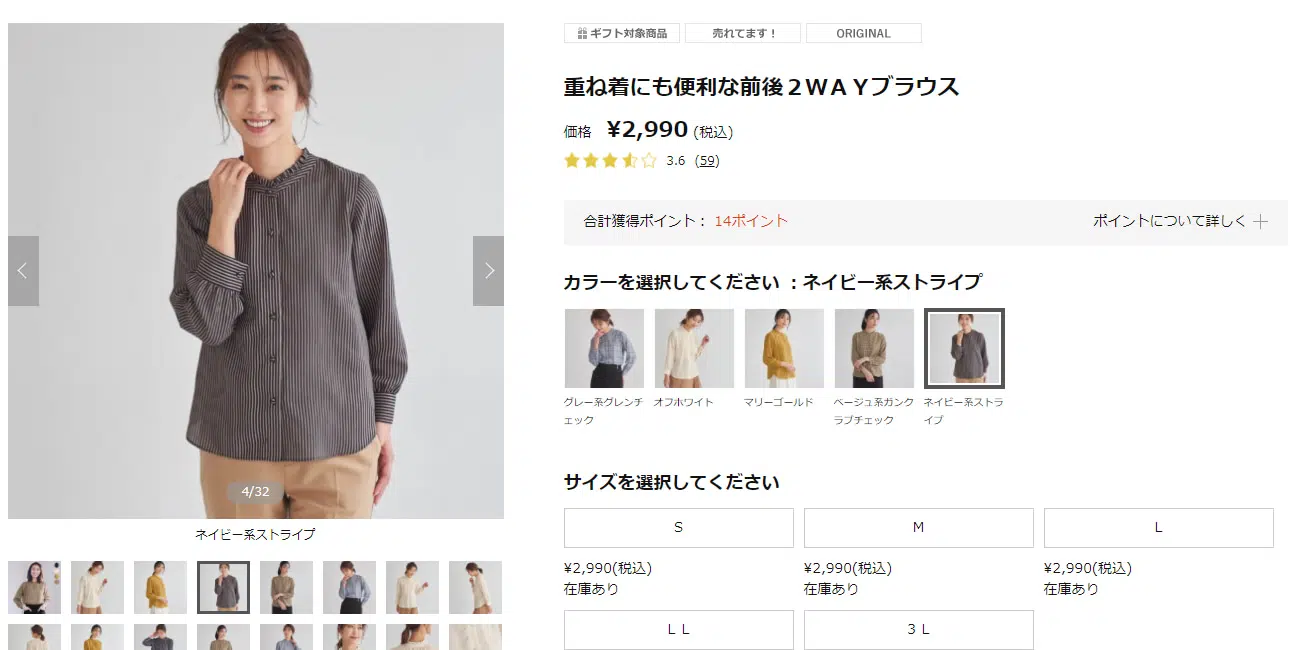 ギフト対象商品
売れてます！
ORIGINAL
重ね着にも便利な前後２ＷＡＹブラウス
価格 ¥2,990 (税込)
3.6 (59)
合計獲得ポイント： 14ポイント
ポイントについて詳しく
カラーを選択してください ：ネイビー系ストライプ
グレー系グレンチ
ェック
オフホワイト
マリーゴールド
ベージュ系ガンク
ラブチェック
ネイビー系ストラ
イプ
4/32
ネイビー系ストライプ
サイズを選択してください
S
M
L
¥2,990(税込)
在庫あり
¥2,990(税込)
在庫あり
¥2,990(税込)
在庫あり
ＬＬ
３Ｌ